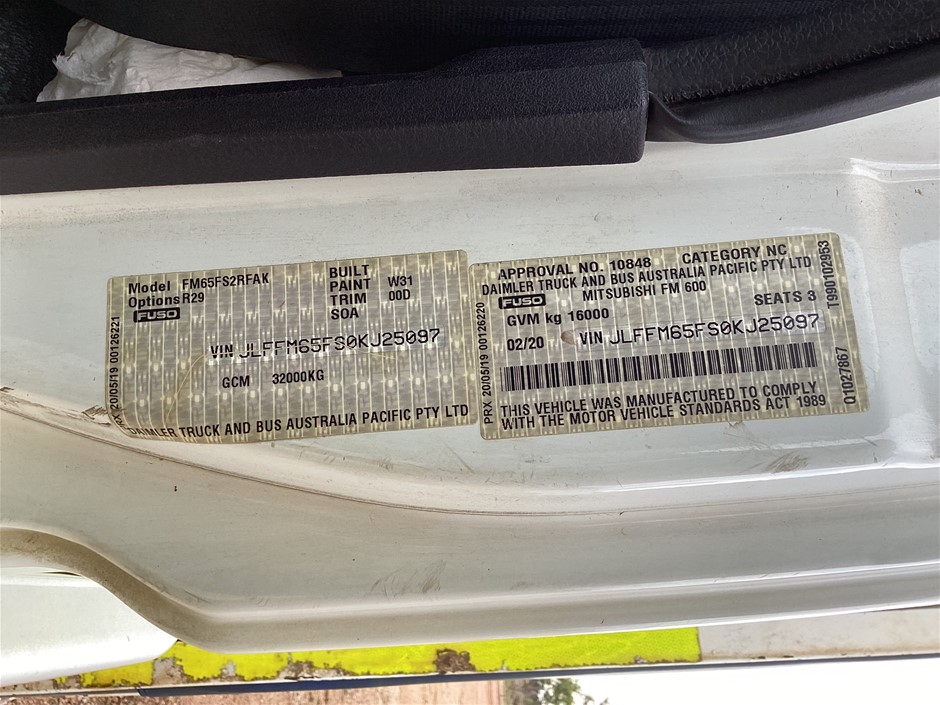 Model FM65FS2RFAK
Options R29
FUSO
BUILT
PAINT W31
TRIM 00D
SOA
VIN JLFFM65FS0KJ25097
GCM 32000KG
DAIMLER TRUCK AND BUS AUSTRALIA PACIFIC PTY LTD
PRX 20/05/19 00126221
APPROVAL NO. 10848 CATEGORY NC
DAIMLER TRUCK AND BUS AUSTRALIA PACIFIC PTY LTD
FUSO MITSUBISHI FM 600
GVM kg 16000 SEATS 3
02/20 VIN JLFFM65FS0KJ25097
THIS VEHICLE WAS MANUFACTURED TO COMPLY
WITH THE MOTOR VEHICLE STANDARDS ACT 1989
PRX 20/05/19 00126220
D1027867 T990102953